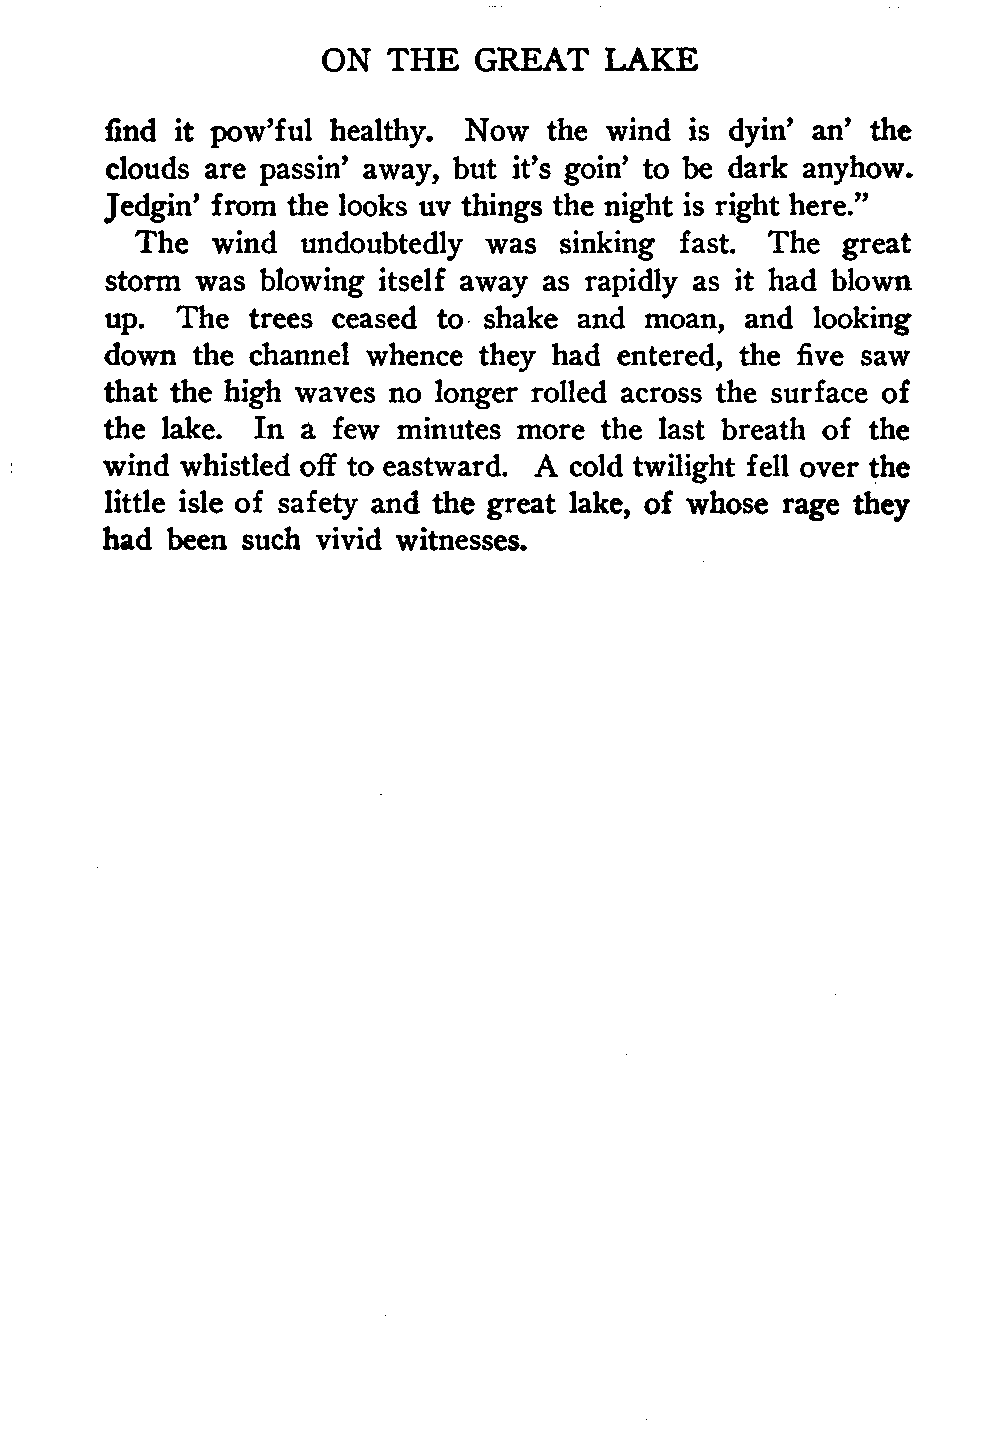 ON THE GREAT LAKE
find it pow’ful healthy. Now the wind is dyin’ an’ the
clouds are passin’ away, but it’s goin’ to be dark anyhow.
Jedgin’ from the looks uv things the night is right here.”
The wind undoubtedly was sinking fast. The great
storm was blowing itself away as rapidly as it had blown
up. The trees ceased to shake and moan, and looking
down the channel whence they had entered, the five saw
that the high waves no longer rolled across the surface of
the lake. In a few minutes more the last breath of the
wind whistled off to eastward. A cold twilight fell over the
little isle of safety and the great lake, of whose rage they
had been such vivid witnesses.